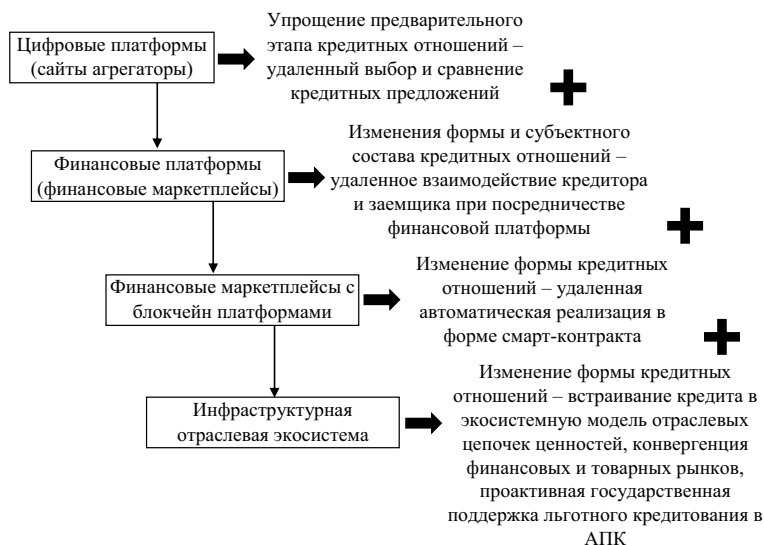 Цифровые платформы
(сайты агрегаторы)
Упрощение предварительного
этапа кредитных отношений –
удаленный выбор и сравнение
кредитных предложений
Финансовые платформы
(финансовые маркетплейсы)
Изменения формы и субъектного
состава кредитных отношений –
удаленное взаимодействие кредитора
и заемщика при посредничестве
финансовой платформы
Финансовые маркетплейсы с
блокчейн платформами
Изменение формы кредитных
отношений – удаленная
автоматическая реализация в
форме смарт-контракта
Инфраструктурная
отраслевая экосистема
Изменение формы кредитных
отношений – встраивание кредита в
экосистемную модель отраслевых
цепочек ценностей, конвергенция
финансовых и товарных рынков,
проактивная государственная
поддержка льготного кредитования в
АПК